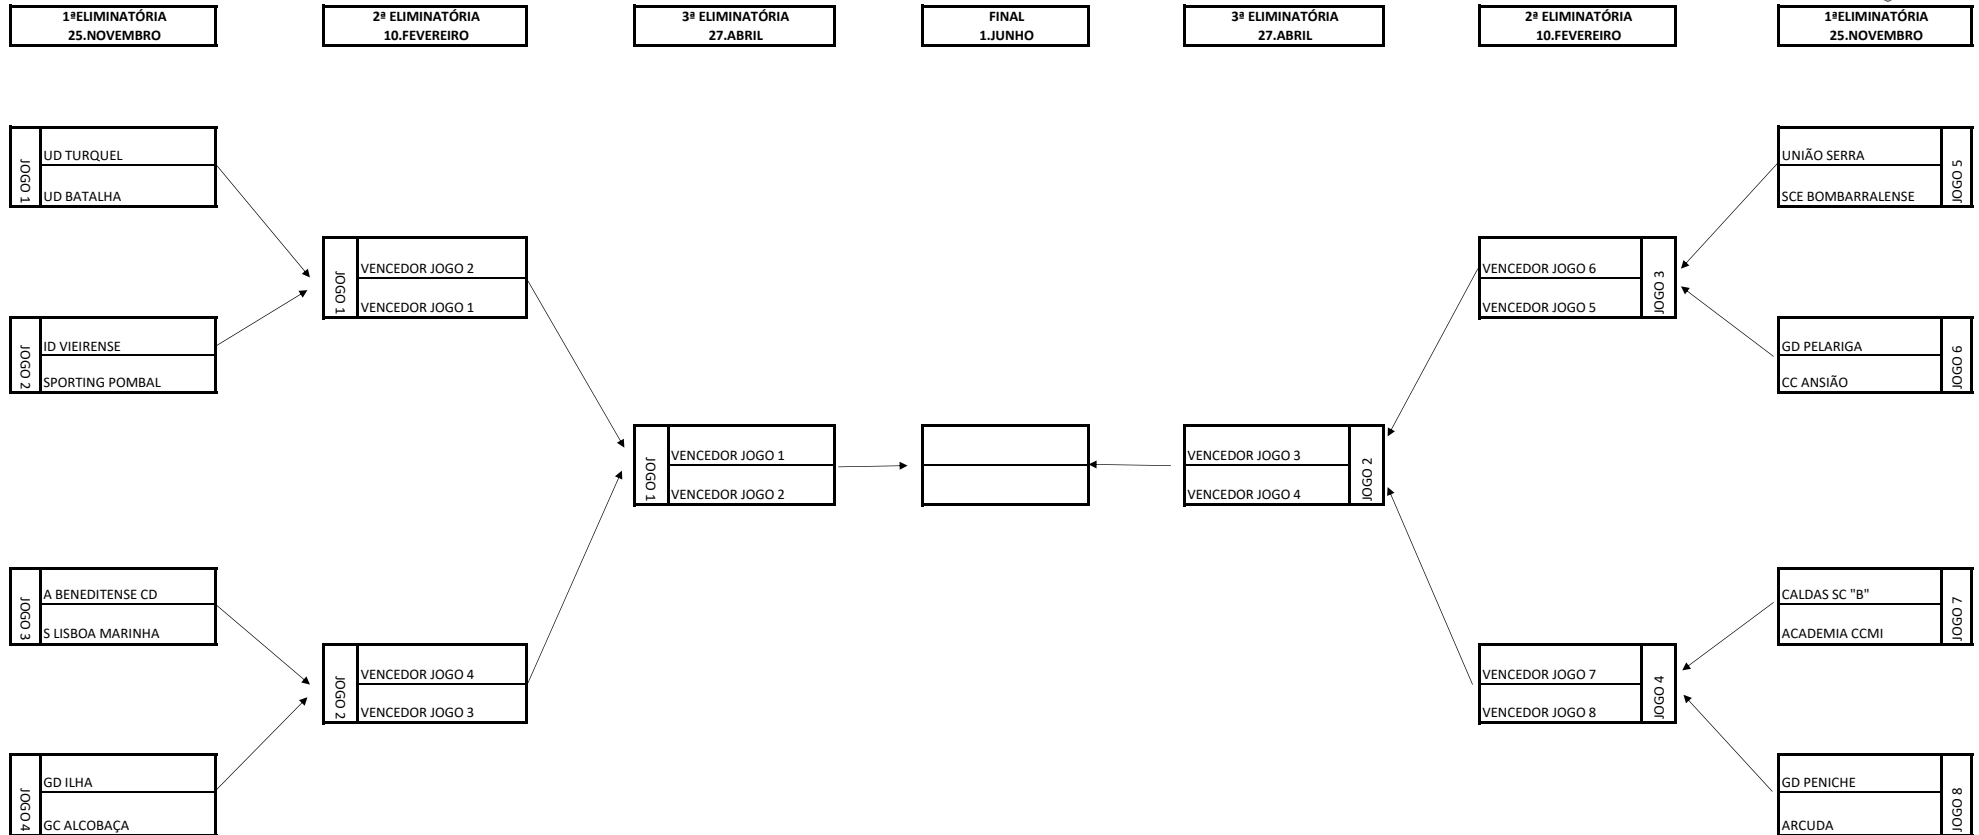 1ªELIMINATÓRIA
25.NOVEMBRO
2ª ELIMINATÓRIA
10.FEVEREIRO
3ª ELIMINATÓRIA
27.ABRIL
FINAL
1.JUNHO
3ª ELIMINATÓRIA
27.ABRIL
2ª ELIMINATÓRIA
10.FEVEREIRO
1ªELIMINATÓRIA
25.NOVEMBRO
JOGO 1
UD TURQUEL
UD BATALHA
JOGO 2
ID VIEIRENSE
SPORTING POMBAL
JOGO 3
A BENEDITENSE CD
S LISBOA MARINHA
JOGO 4
GD ILHA
GC ALCOBAÇA
JOGO 1
VENCEDOR JOGO 2
VENCEDOR JOGO 1
JOGO 2
VENCEDOR JOGO 4
VENCEDOR JOGO 3
JOGO 1
VENCEDOR JOGO 1
VENCEDOR JOGO 2
VENCEDOR JOGO 3
VENCEDOR JOGO 4
JOGO 2
VENCEDOR JOGO 6
VENCEDOR JOGO 5
JOGO 3
VENCEDOR JOGO 7
VENCEDOR JOGO 8
JOGO 4
UNIÃO SERRA
SCE BOMBARRALENSE
JOGO 5
GD PELARIGA
CC ANSIÃO
JOGO 6
CALDAS SC "B"
ACADEMIA CCMI
JOGO 7
GD PENICHE
ARCUDA
JOGO 8